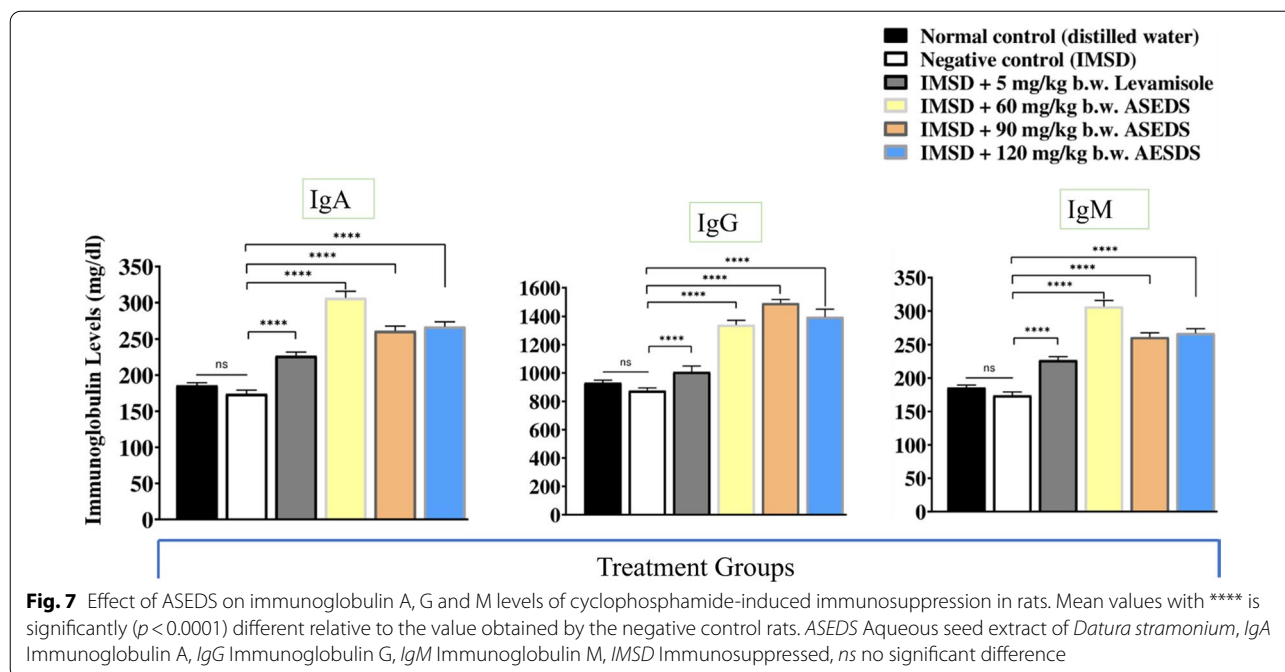 Normal control (distilled water)
Negative control (IMSD)
IMSD + 5 mg/kg b.w. Levamisole
IMSD + 60 mg/kg b.w. ASEDS
IMSD + 90 mg/kg b.w. ASEDS
IMSD + 120 mg/kg b.w. AESDS
IgA
IgG
IgM
Immunoglobulin Levels (mg/dl)
350
300
250
200
150
100
50
0
ns
****
****
****
****
1600
1400
1200
1000
800
600
400
200
0
ns
****
****
****
****
350
300
250
200
150
100
50
0
ns
****
****
****
****
Treatment Groups
Fig. 7 Effect of ASEDS on immunoglobulin A, G and M levels of cyclophosphamide-induced immunosuppression in rats. Mean values with **** is
significantly (p < 0.0001) different relative to the value obtained by the negative control rats. ASEDS Aqueous seed extract of Datura stramonium, IgA
Immunoglobulin A, IgG Immunoglobulin G, IgM Immunoglobulin M, IMSD Immunosuppressed, ns no significant difference